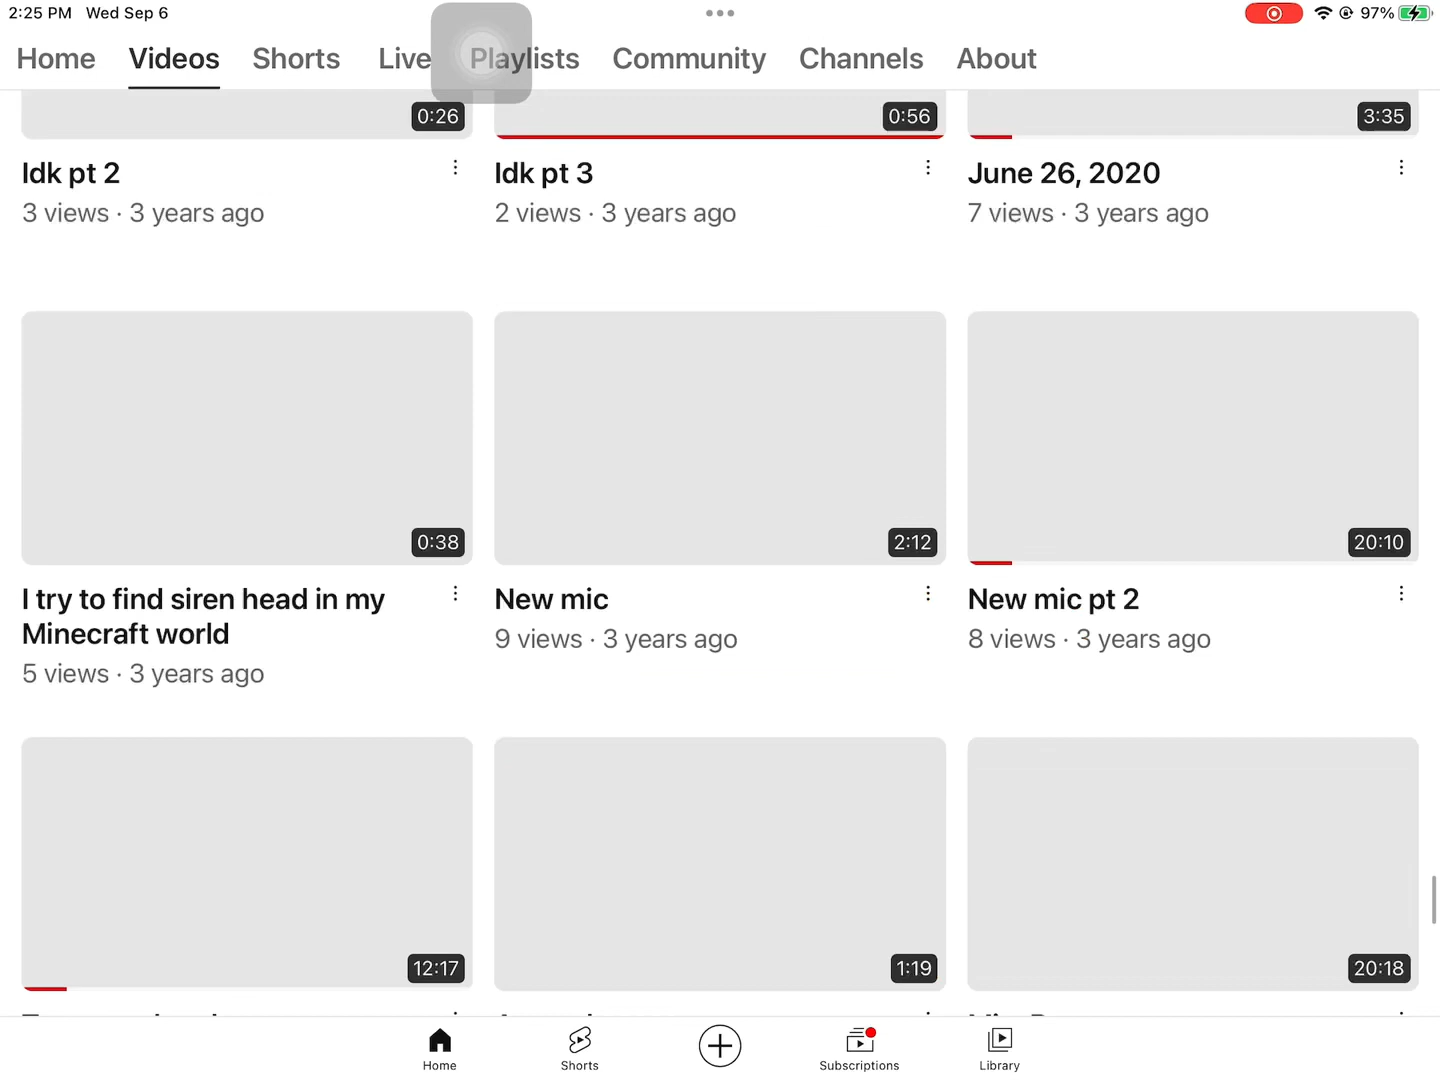 2:25 PM Wed Sep 6
97%
Home Videos Shorts Live Playlists Community Channels About
0:26
0:56
3:35
Idk pt 2
3 views · 3 years ago
Idk pt 3
2 views · 3 years ago
June 26, 2020
7 views · 3 years ago
0:38
2:12
20:10
I try to find siren head in my
Minecraft world
5 views · 3 years ago
New mic
9 views · 3 years ago
New mic pt 2
8 views · 3 years ago
12:17
1:19
20:18
Home Shorts Subscriptions Library